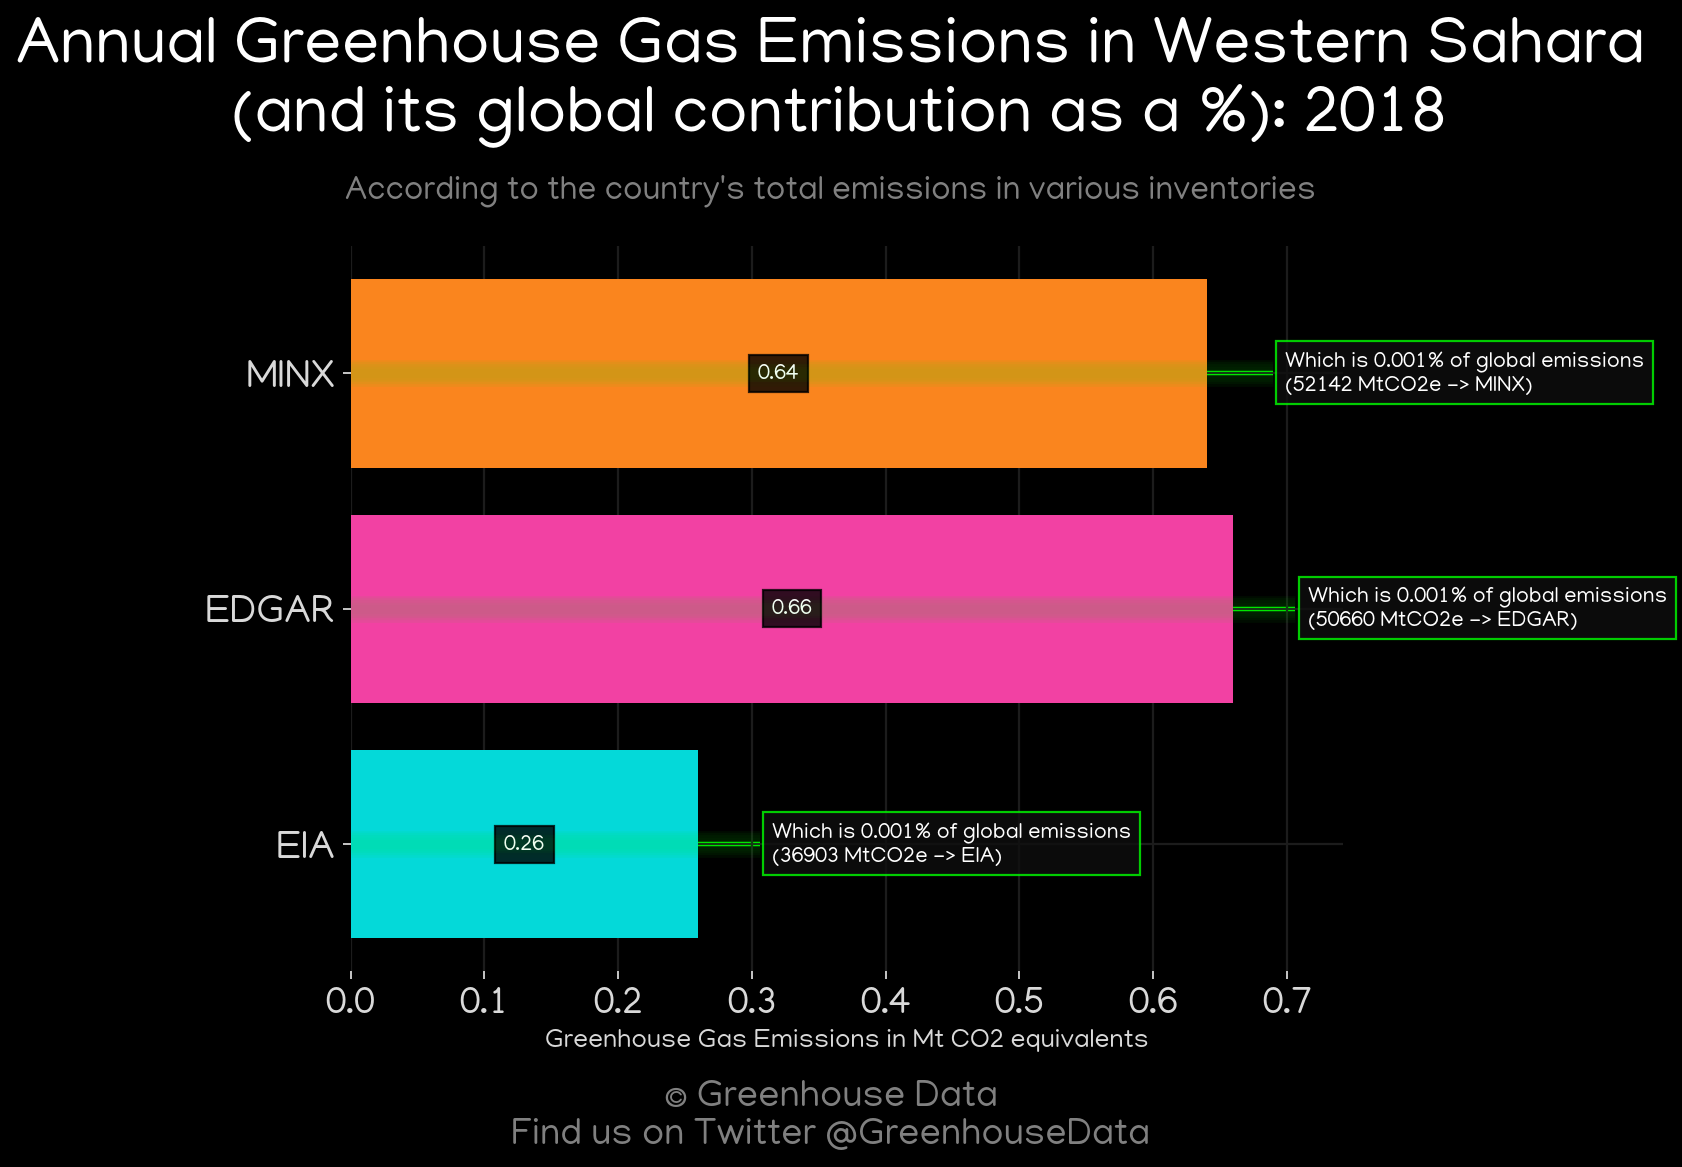 Annual Greenhouse Gas Emissions in Western Sahara
(and its global contribution as a %): 2018
According to the country's total emissions in various inventories
MINX
0.64
Which is 0.001% of global emissions
(52142 MtCO2e -> MINX)
EDGAR
0.66
Which is 0.001% of global emissions
(50660 MtCO2e -> EDGAR)
EIA
0.26
Which is 0.001% of global emissions
(36903 MtCO2e -> EIA)
0.0 0.1 0.2 0.3 0.4 0.5 0.6 0.7
Greenhouse Gas Emissions in Mt CO2 equivalents
© Greenhouse Data
Find us on Twitter @GreenhouseData